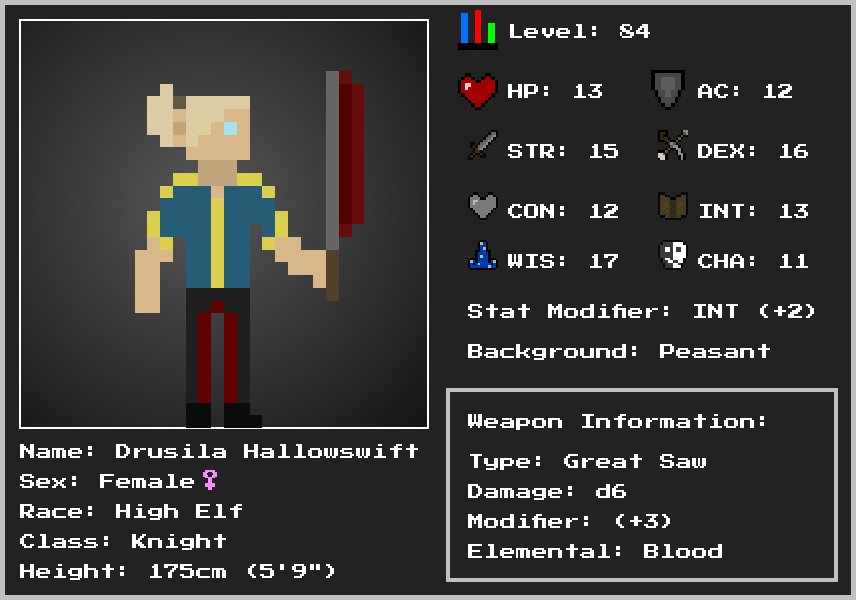 Level: 84
HP: 13 AC: 12
STR: 15 DEX: 16
CON: 12 INT: 13
WIS: 17 CHA: 11
Stat Modifier: INT (+2)
Background: Peasant
Weapon Information:
Type: Great Saw
Damage: d6
Modifier: (+3)
Elemental: Blood
Name: Drusila Hallowswift
Sex: Female♀
Race: High Elf
Class: Knight
Height: 175cm (5'9")